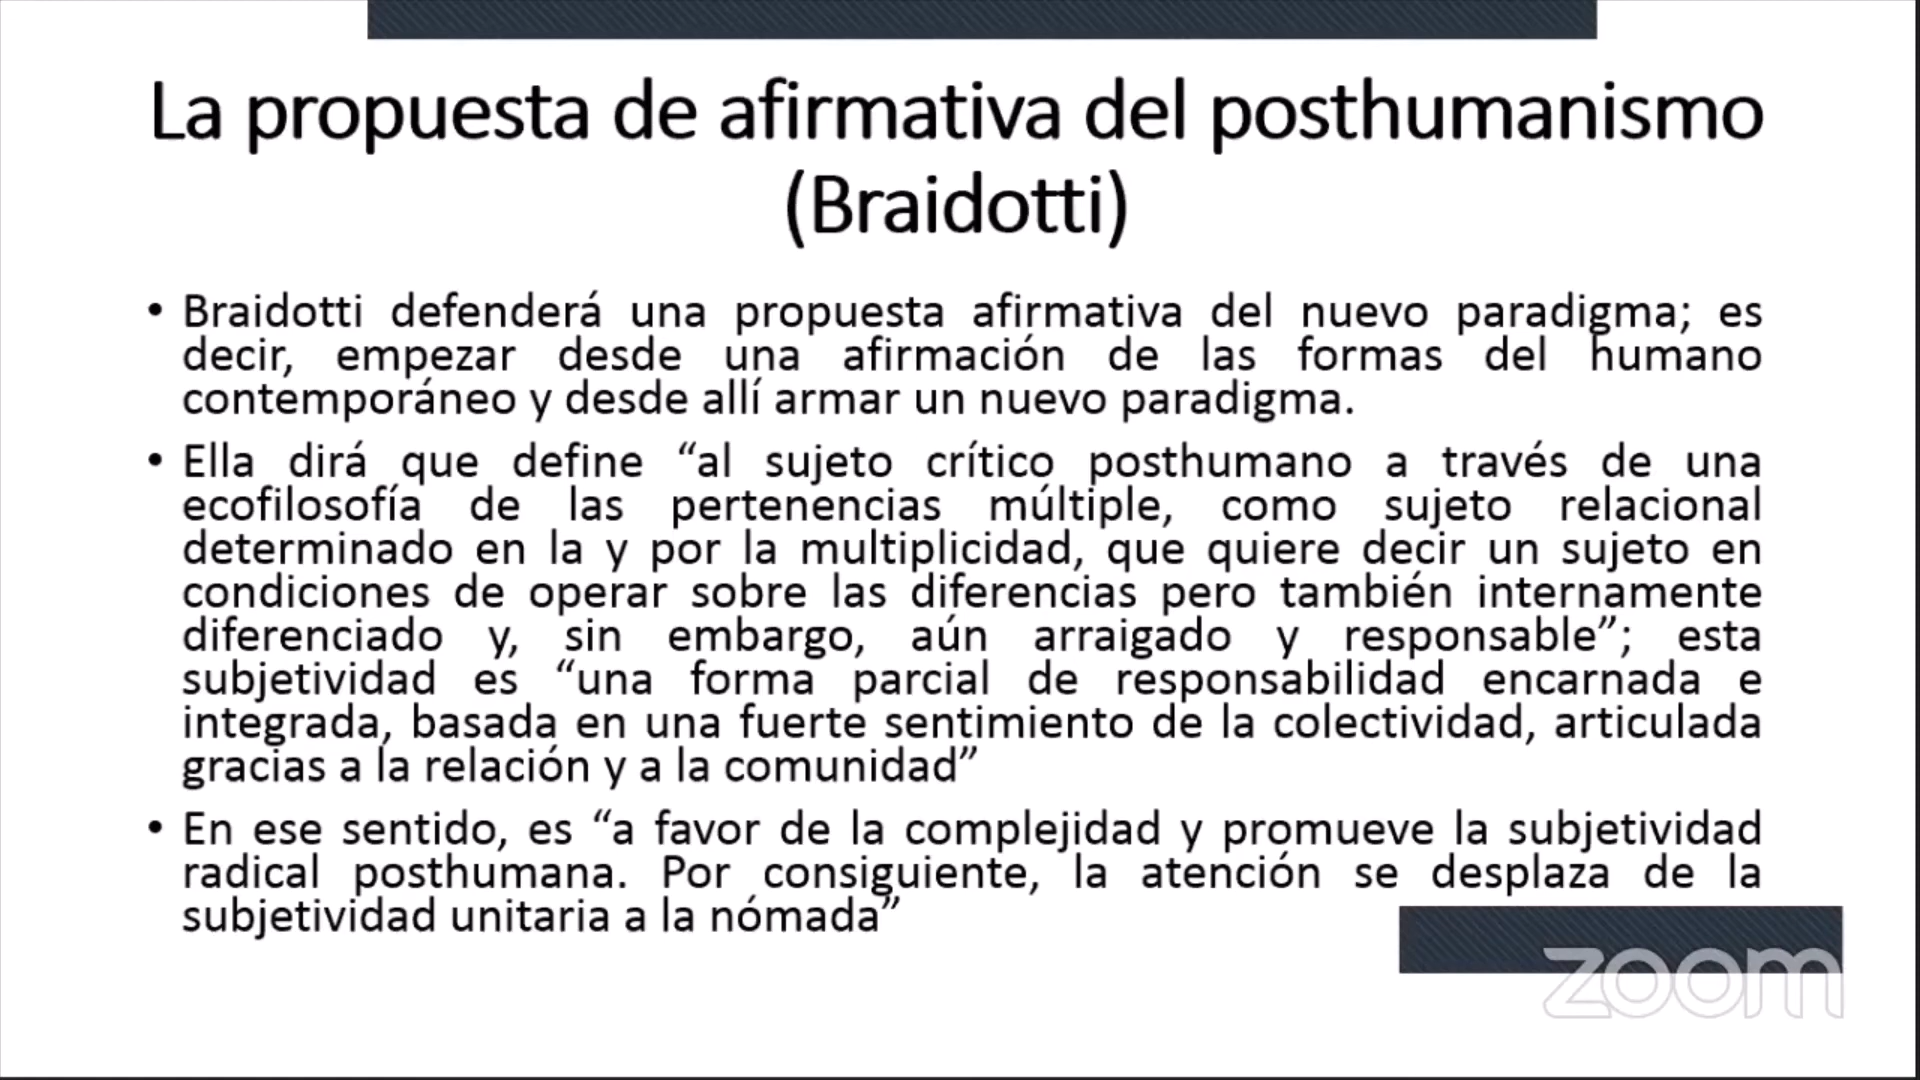 La propuesta de afirmativa del posthumanismo
(Braidotti)
• Braidotti defenderá una propuesta afirmativa del nuevo paradigma; es
decir, empezar desde una afirmación de las formas del humano
contemporáneo y desde allí armar un nuevo paradigma.
• Ella dirá que define “al sujeto crítico posthumano a través de una
ecofilosofía de las pertenencias múltiple, como sujeto relacional
determinado en la y por la multiplicidad, que quiere decir un sujeto en
condiciones de operar sobre las diferencias pero también internamente
diferenciado y, sin embargo, aún arraigado y responsable”; esta
subjetividad es “una forma parcial de responsabilidad encarnada e
integrada, basada en una fuerte sentimiento de la colectividad, articulada
gracias a la relación y a la comunidad”
• En ese sentido, es “a favor de la complejidad y promueve la subjetividad
radical posthumana. Por consiguiente, la atención se desplaza de la
subjetividad unitaria a la nómada”
zoom